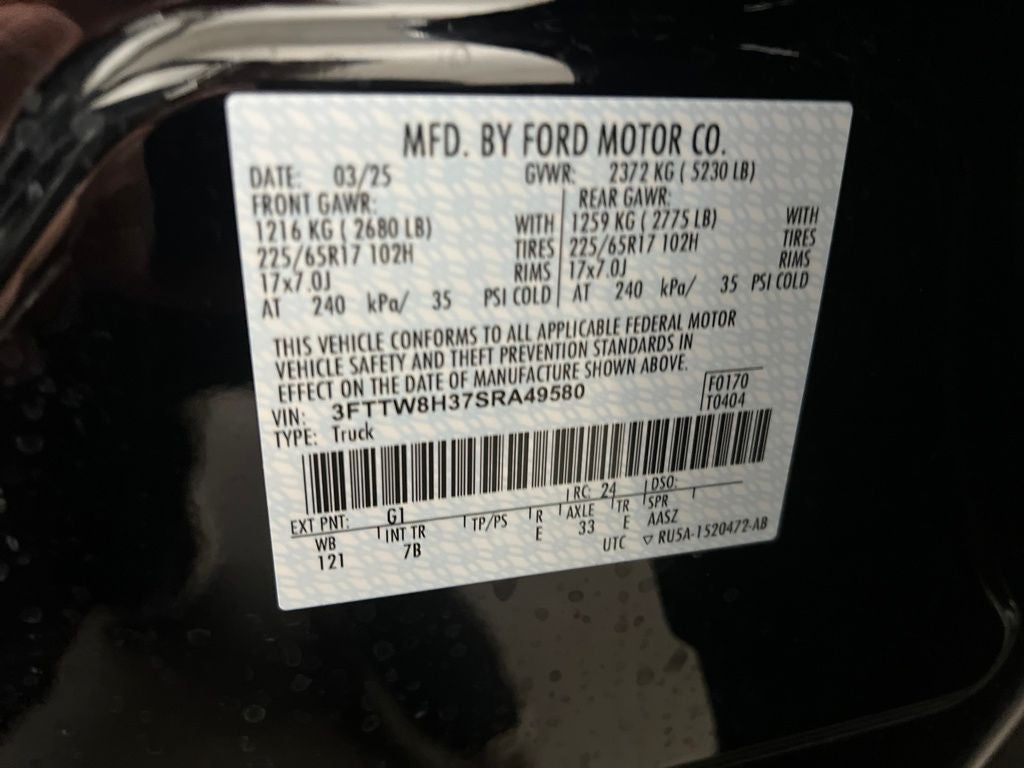 MFD. BY FORD MOTOR CO.
DATE: 03/25 GVWR: 2372 KG ( 5230 LB)
FRONT GAWR: REAR GAWR:
1216 KG ( 2680 LB) WITH 1259 KG ( 2775 LB) WITH
225/65R17 102H TIRES 225/65R17 102H TIRES
17x7.0J RIMS 17x7.0J RIMS
AT 240 kPa/ 35 PSI COLD AT 240 kPa/ 35 PSI COLD
THIS VEHICLE CONFORMS TO ALL APPLICABLE FEDERAL MOTOR
VEHICLE SAFETY AND THEFT PREVENTION STANDARDS IN
EFFECT ON THE DATE OF MANUFACTURE SHOWN ABOVE.
VIN: 3FTTW8H37SRA49580 F0170
TYPE: Truck T0404
EXT PNT: G1 RC: 24 DSO:
WB INT TR TP/PS R AXLE TR SPR
121 7B E 33 E AASZ
UTC ▽ RU5A-1520472-AB